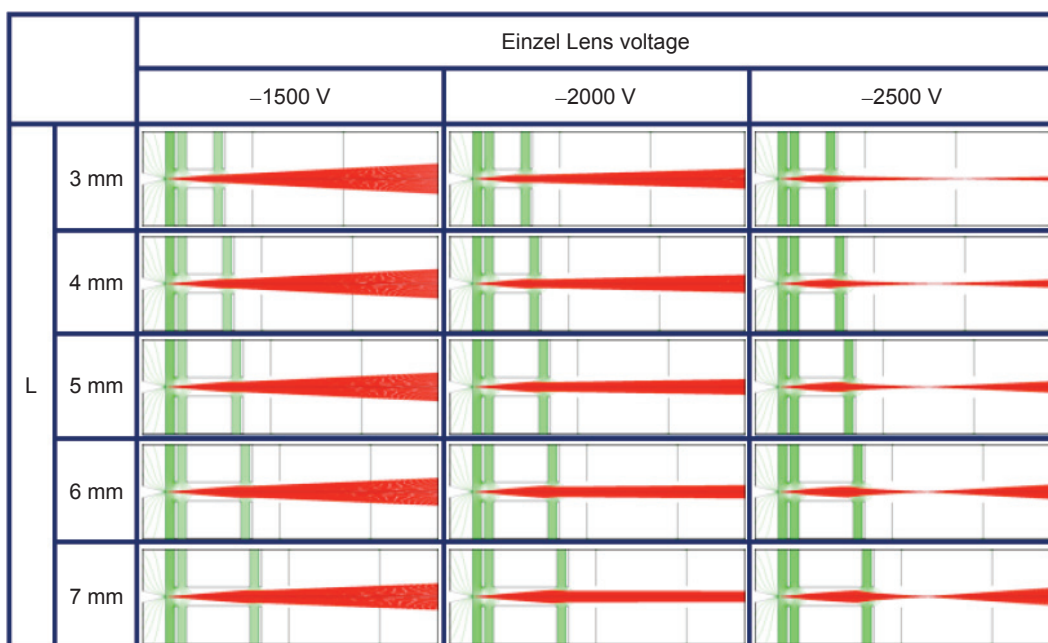 Einzel Lens voltage
–1500 V
–2000 V
–2500 V
L
3 mm
4 mm
5 mm
6 mm
7 mm